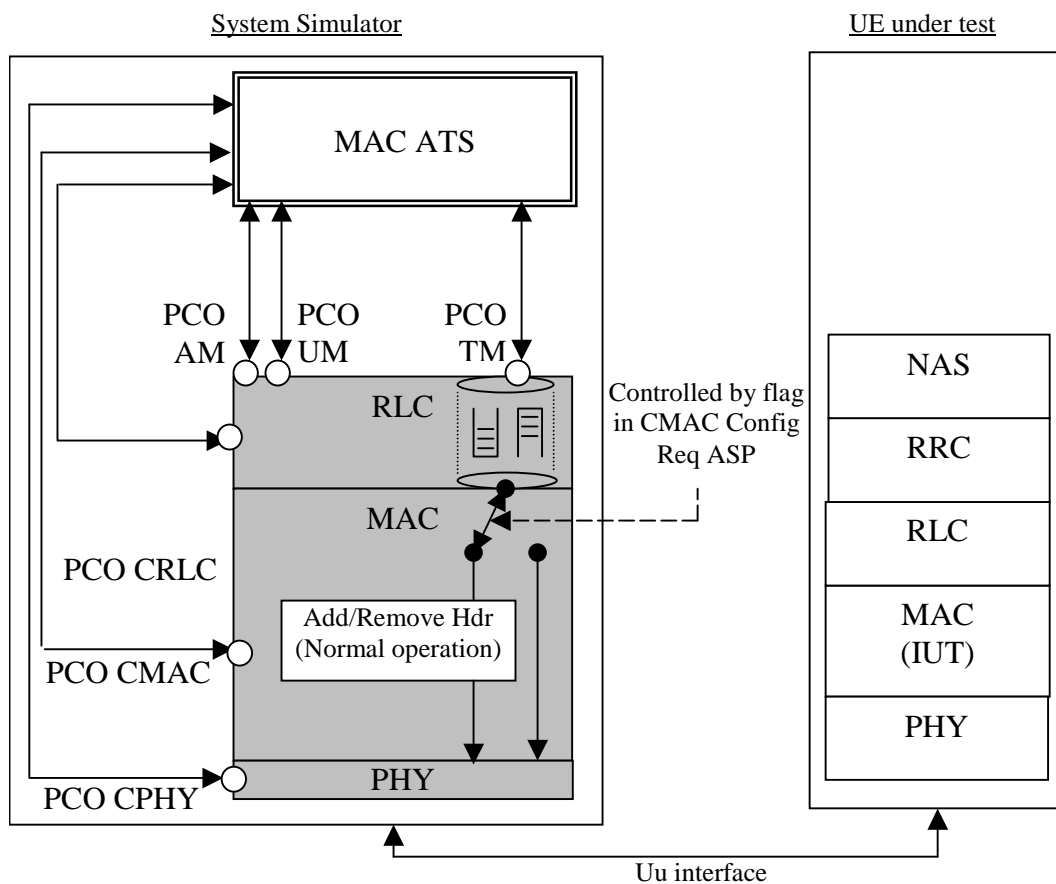 System Simulator
UE under test
MAC ATS
PCO
AM
PCO
UM
PCO
TM
RLC
Controlled by flag
in CMAC Config
Req ASP
MAC
PCO CRLC
Add/Remove Hdr
(Normal operation)
PCO CMAC
PHY
PCO CPHY
NAS
RRC
RLC
MAC
(IUT)
PHY
Uu interface